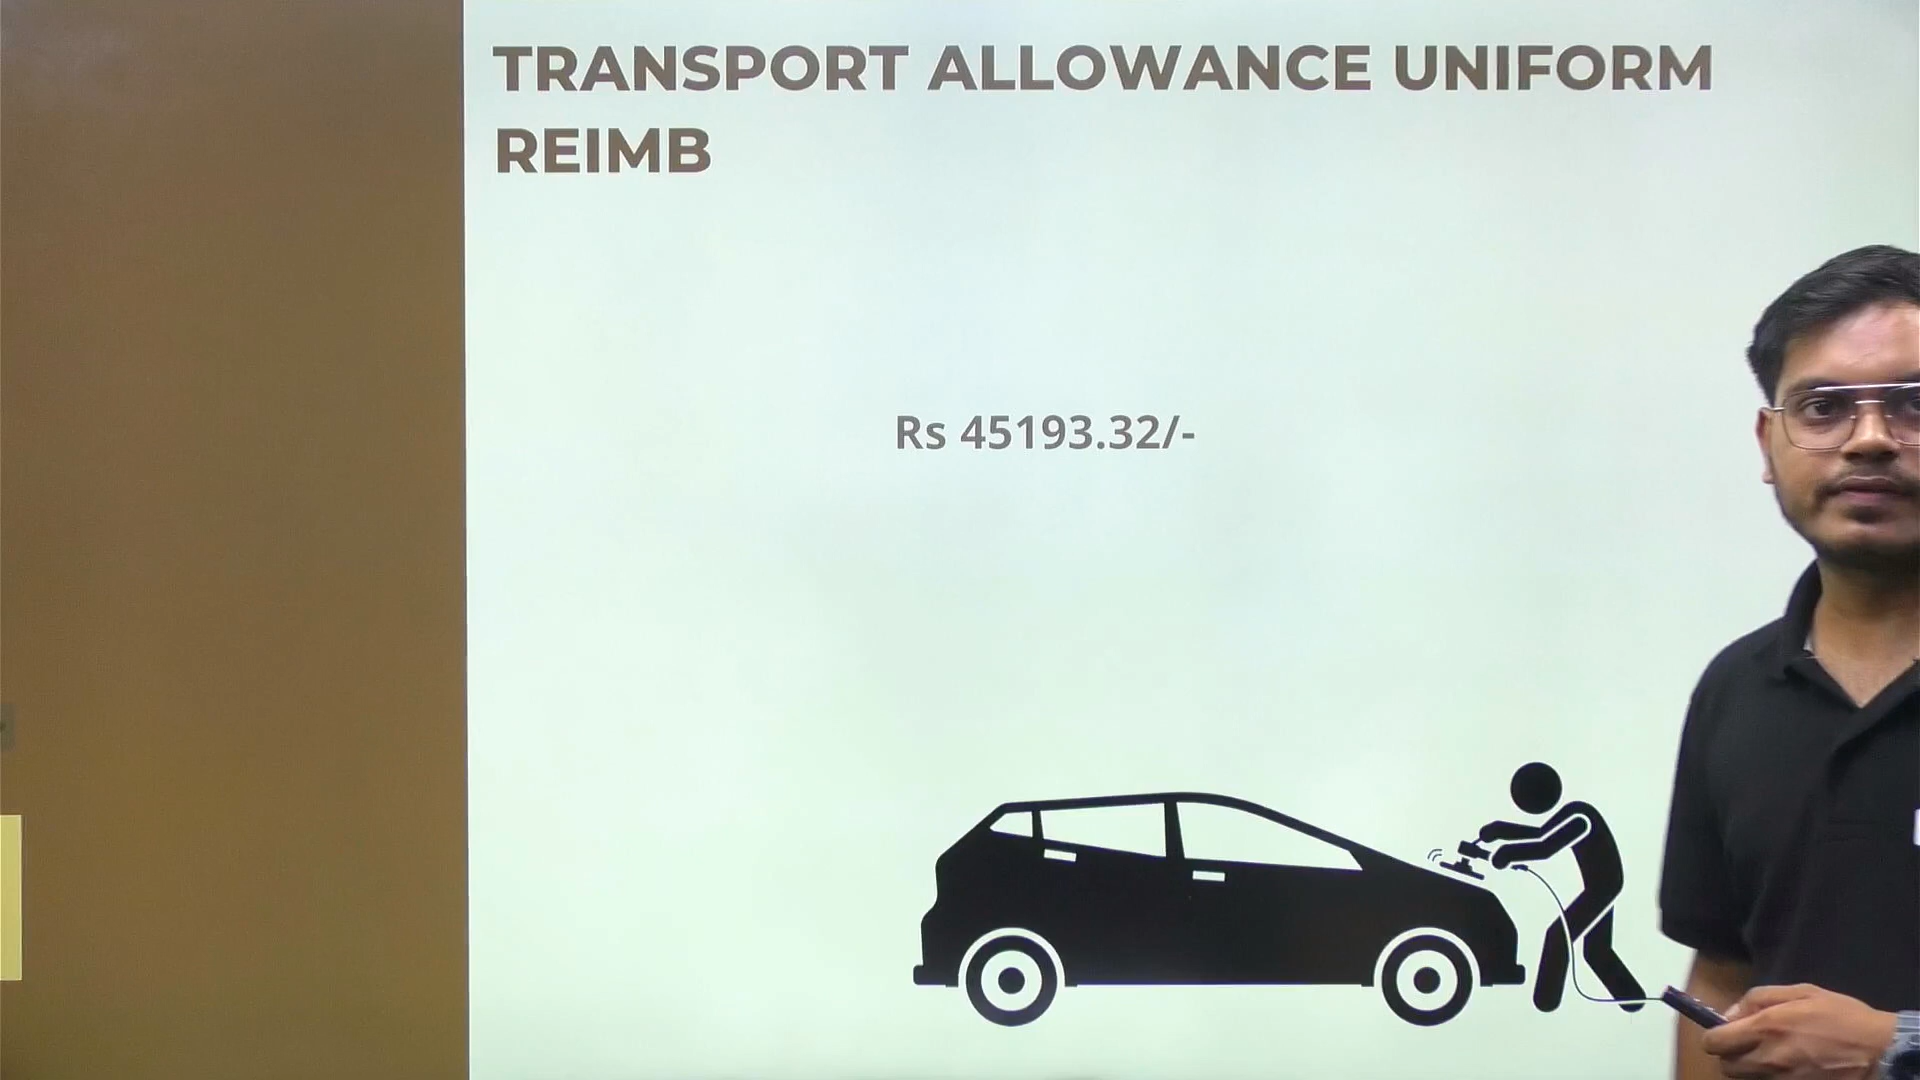 TRANSPORT ALLOWANCE UNIFORM
REIMB
Rs 45193.32/-